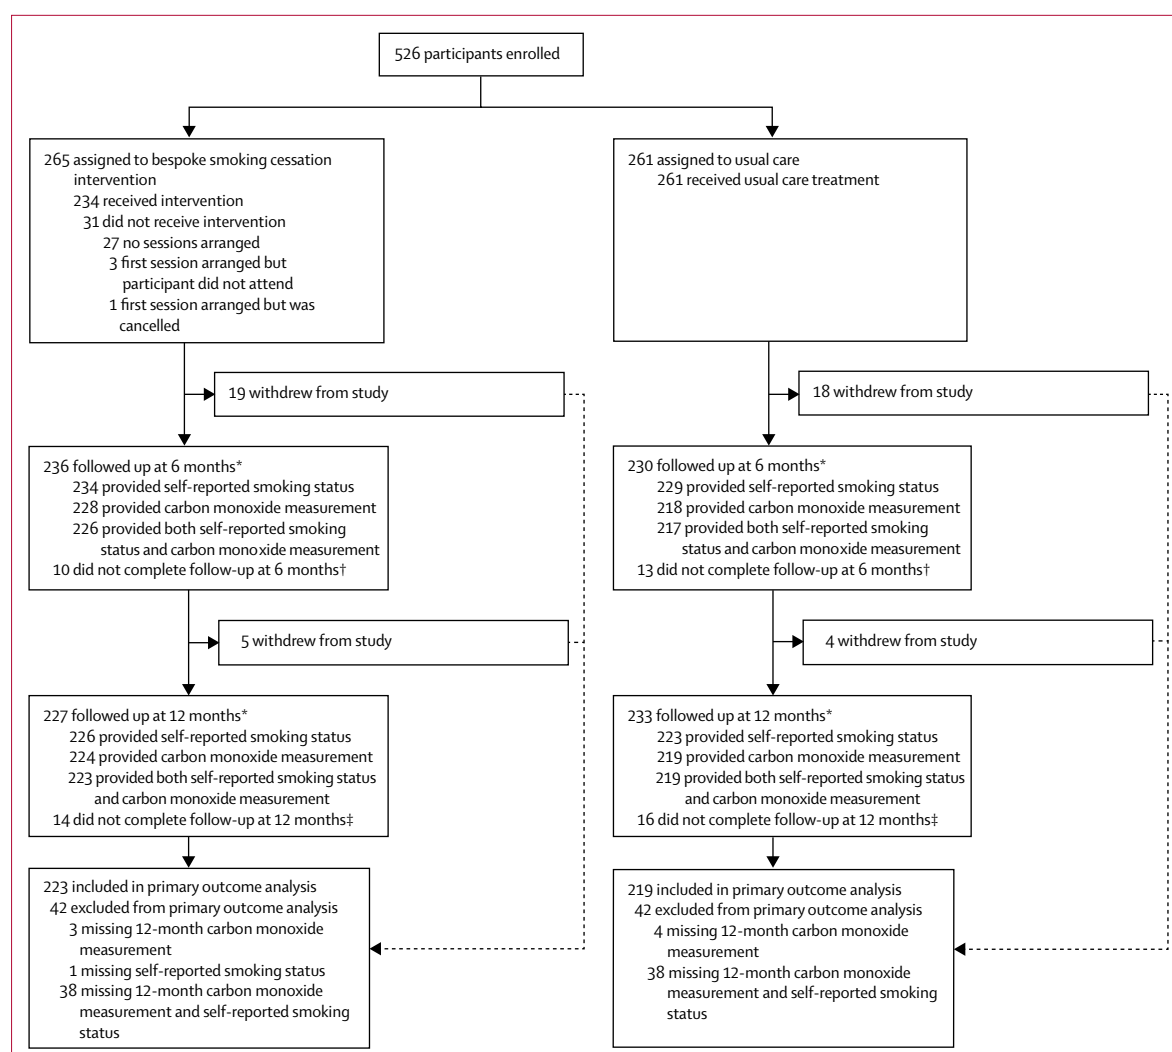 526 participants enrolled
265 assigned to bespoke smoking cessation
intervention
234 received intervention
31 did not receive intervention
27 no sessions arranged
3 first session arranged but
participant did not attend
1 first session arranged but was
cancelled
261 assigned to usual care
261 received usual care treatment
19 withdrew from study
18 withdrew from study
236 followed up at 6 months*
234 provided self-reported smoking status
228 provided carbon monoxide measurement
226 provided both self-reported smoking
status and carbon monoxide measurement
10 did not complete follow-up at 6 months†
230 followed up at 6 months*
229 provided self-reported smoking status
218 provided carbon monoxide measurement
217 provided both self-reported smoking
status and carbon monoxide measurement
13 did not complete follow-up at 6 months†
5 withdrew from study
4 withdrew from study
227 followed up at 12 months*
226 provided self-reported smoking status
224 provided carbon monoxide measurement
223 provided both self-reported smoking status
and carbon monoxide measurement
14 did not complete follow-up at 12 months‡
233 followed up at 12 months*
223 provided self-reported smoking status
219 provided carbon monoxide measurement
219 provided both self-reported smoking status
and carbon monoxide measurement
16 did not complete follow-up at 12 months‡
223 included in primary outcome analysis
42 excluded from primary outcome analysis
3 missing 12-month carbon monoxide
measurement
1 missing self-reported smoking status
38 missing 12-month carbon monoxide
measurement and self-reported smoking
status
219 included in primary outcome analysis
42 excluded from primary outcome analysis
4 missing 12-month carbon monoxide
measurement
38 missing 12-month carbon monoxide
measurement and self-reported smoking
status